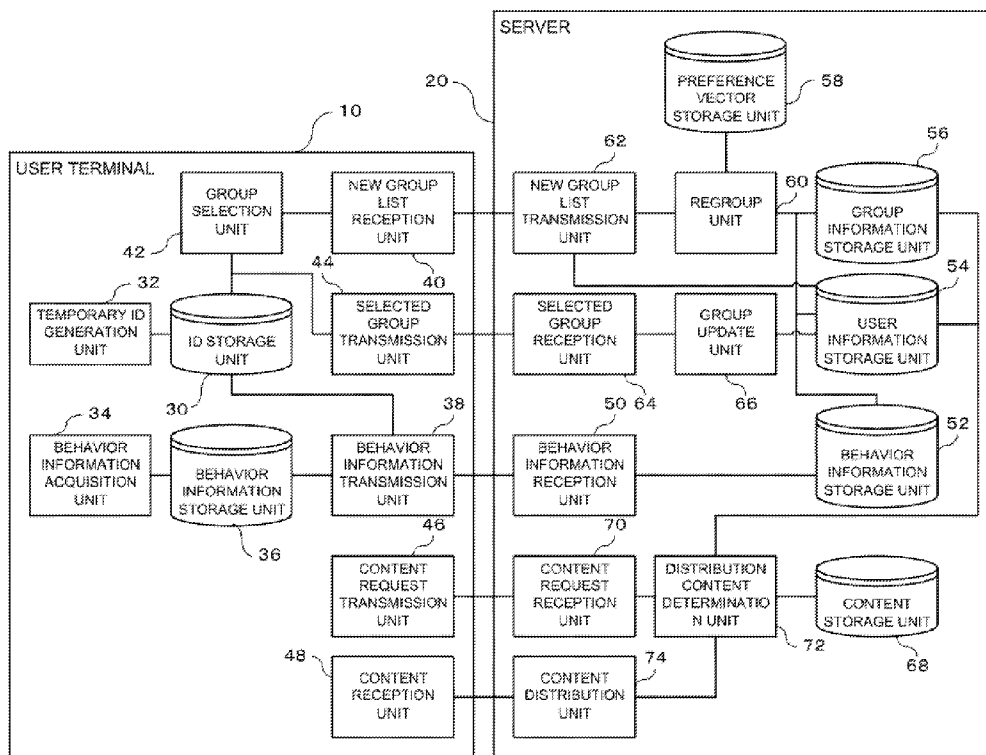 SERVER
PREFERENCE
VECTOR
STORAGE UNIT
58
20
10
USER TERMINAL
62
56
GROUP
SELECTION
UNIT
42
NEW GROUP
LIST
RECEPTION
UNIT
40
NEW GROUP
LIST
TRANSMISSION
UNIT
REGROUP
UNIT
60
GROUP
INFORMATION
STORAGE UNIT
32
44
54
TEMPORARY ID
GENERATION
UNIT
ID STORAGE
UNIT
30
SELECTED
GROUP
TRANSMISSION
UNIT
SELECTED
GROUP
RECEPTION
UNIT
64
GROUP
UPDATE
UNIT
66
USER
INFORMATION
STORAGE UNIT
34
38
50
52
BEHAVIOR
INFORMATION
ACQUISITION
UNIT
BEHAVIOR
INFORMATION
STORAGE UNIT
36
BEHAVIOR
INFORMATION
TRANSMISSION
UNIT
BEHAVIOR
INFORMATION
RECEPTION
UNIT
BEHAVIOR
INFORMATION
STORAGE UNIT
46
70
CONTENT
REQUEST
TRANSMISSION
UNIT
CONTENT
REQUEST
RECEPTION
UNIT
DISTRIBUTION
CONTENT
DETERMINATIO
N UNIT
72
CONTENT
STORAGE UNIT
68
48
74
CONTENT
RECEPTION
UNIT
CONTENT
DISTRIBUTION
UNIT